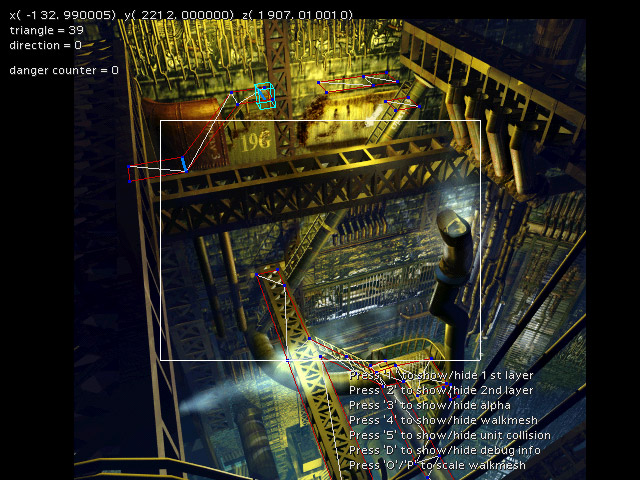 x( -132, 990005)  y( 2212, 000000)  z( 1907, 010010)
triangle = 39
direction = 0
danger counter = 0
19G
Press '1' to show/hide 1st layer
Press '2' to show/hide 2nd layer
Press '3' to show/hide alpha
Press '4' to show/hide walkmesh
Press '5' to show/hide unit collision
Press 'D' to show/hide debug info
Press 'O'/'P' to scale walkmesh